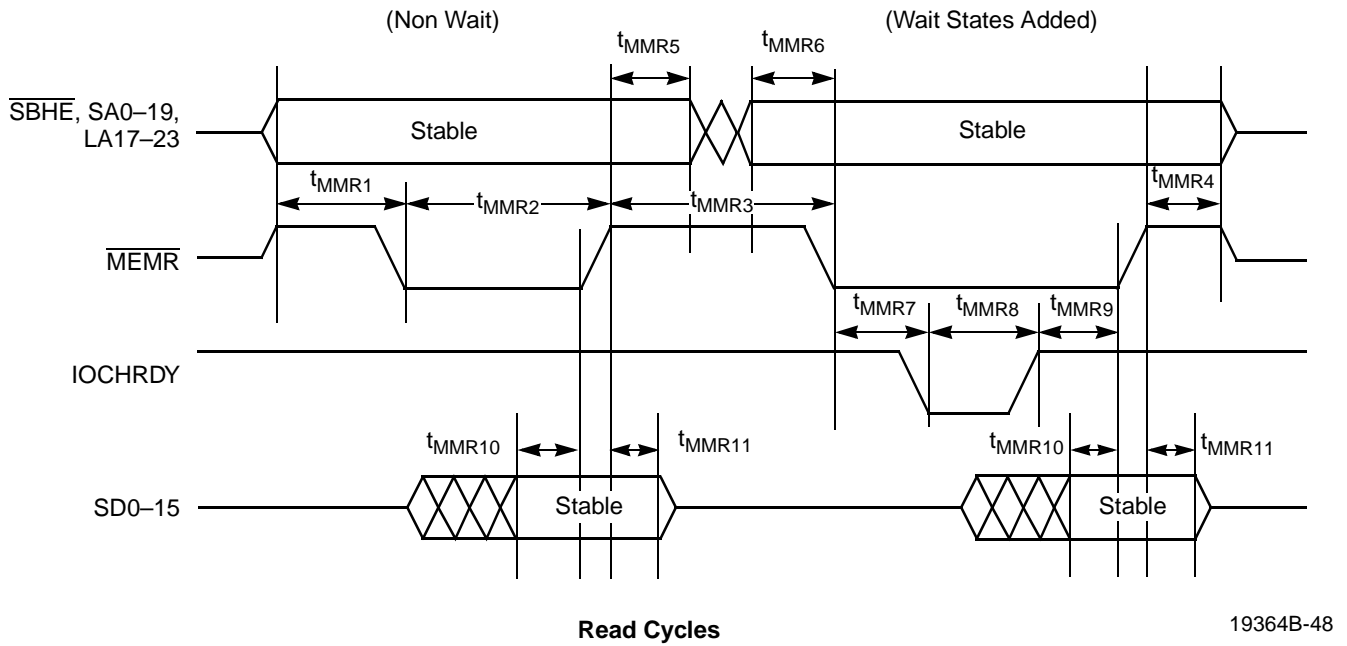 (Non Wait)
(Wait States Added)
tMMR5
tMMR6
SBHE, SA0–19,
LA17–23
Stable
Stable
tMMR1
tMMR2
tMMR3
tMMR4
MEMR
tMMR7
tMMR8
tMMR9
IOCHRDY
tMMR10
tMMR11
tMMR10
tMMR11
SD0–15
Stable
Stable
Read Cycles
19364B-48